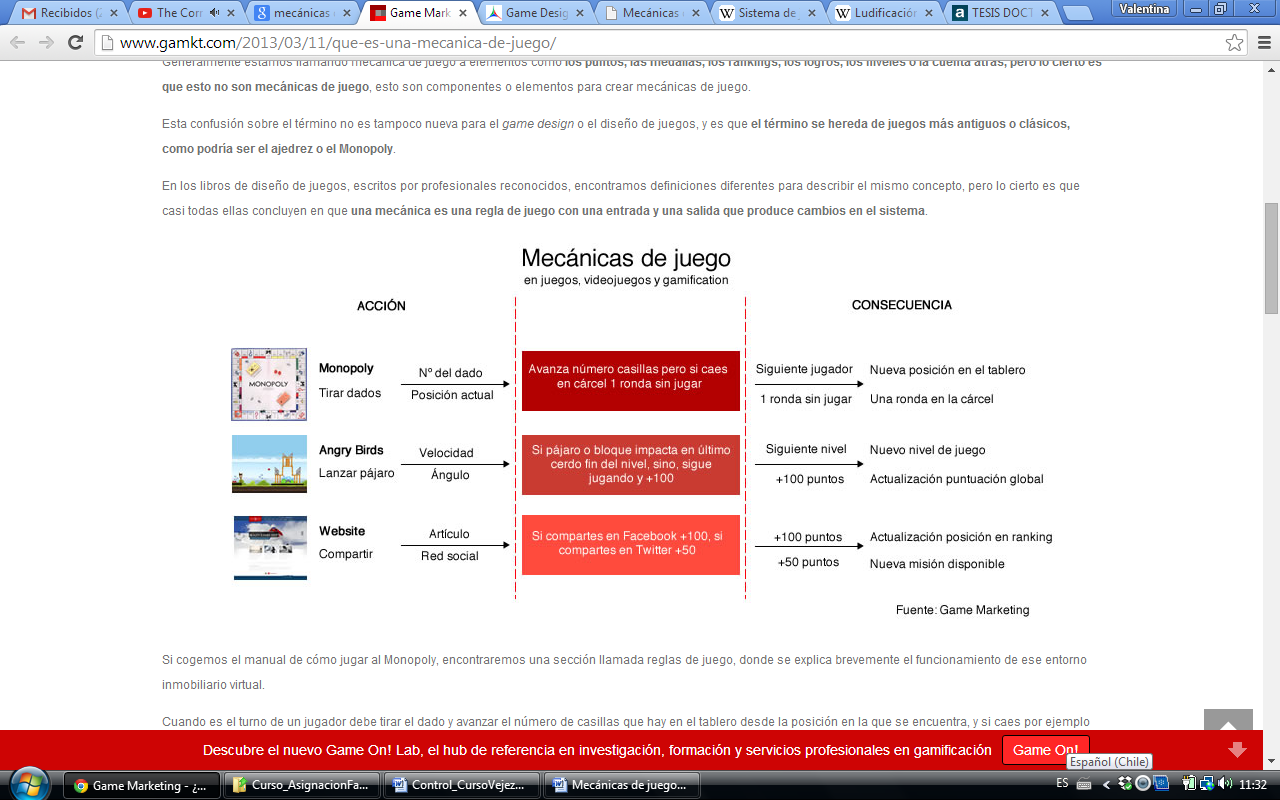 Recibidos (2
The Corr
mecánicas
Game Mark
Game Desig
Mecánicas
Sistema de
Ludificación
TESIS DOCT
Valentina
www.gamkt.com/2013/03/11/que-es-una-mecanica-de-juego/
Generalmente estamos llamando mecánica de juego a elementos como los puntos, las medallas, los rankings, los logros, los niveles o la cuenta atrás, pero lo cierto es
que esto no son mecánicas de juego, esto son componentes o elementos para crear mecánicas de juego.
Esta confusión sobre el término no es tampoco nueva para el game design o el diseño de juegos, y es que el término se hereda de juegos más antiguos o clásicos,
como podría ser el ajedrez o el Monopoly.
En los libros de diseño de juegos, escritos por profesionales reconocidos, encontramos definiciones diferentes para describir el mismo concepto, pero lo cierto es que
casi todas ellas concluyen en que una mecánica es una regla de juego con una entrada y una salida que produce cambios en el sistema.
Mecánicas de juego
en juegos, videojuegos y gamification
ACCIÓN
CONSECUENCIA
MONOPOLY
Monopoly
Tirar dados
Nº del dado
Posición actual
Avanza número casillas pero si caes
en cárcel 1 ronda sin jugar
Siguiente jugador
1 ronda sin jugar
Nueva posición en el tablero
Una ronda en la cárcel
Angry Birds
Lanzar pájaro
Velocidad
Ángulo
Si pájaro o bloque impacta en último
cerdo fin del nivel, sino, sigue
jugando y +100
Siguiente nivel
+100 puntos
Nuevo nivel de juego
Actualización puntuación global
Website
Compartir
Artículo
Red social
Si compartes en Facebook +100, si
compartes en Twitter +50
+100 puntos
+50 puntos
Actualización posición en ranking
Nueva misión disponible
Fuente: Game Marketing
Si cogemos el manual de cómo jugar al Monopoly, encontraremos una sección llamada reglas de juego, donde se explica brevemente el funcionamiento de ese entorno
inmobiliario virtual.
Cuando es el turno de un jugador debe tirar el dado y avanzar el número de casillas que hay en el tablero desde la posición en la que se encuentra, y si caes por ejemplo
Descubre el nuevo Game On! Lab, el hub de referencia en investigación, formación y servicios profesionales en gamificación
Game On!
Español (Chile)
Game Marketing - ¿...
Curso_AsignacionFa...
Control_CursoVejez...
Mecánicas de juego...
ES
11:32